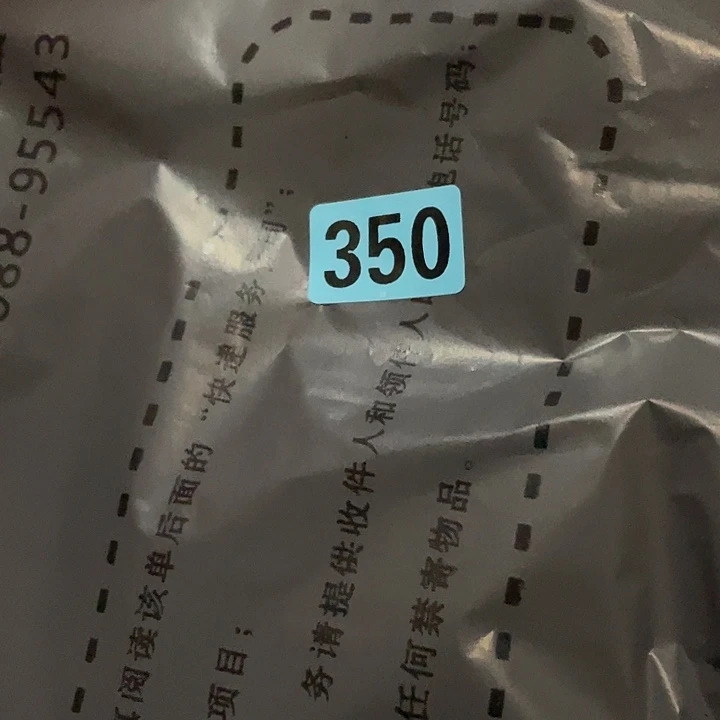 88-95543
阅读该单后面的“快递服务
”；
项目；
务请提供收件人和领件人
电话号码；
任何禁寄物品。
350